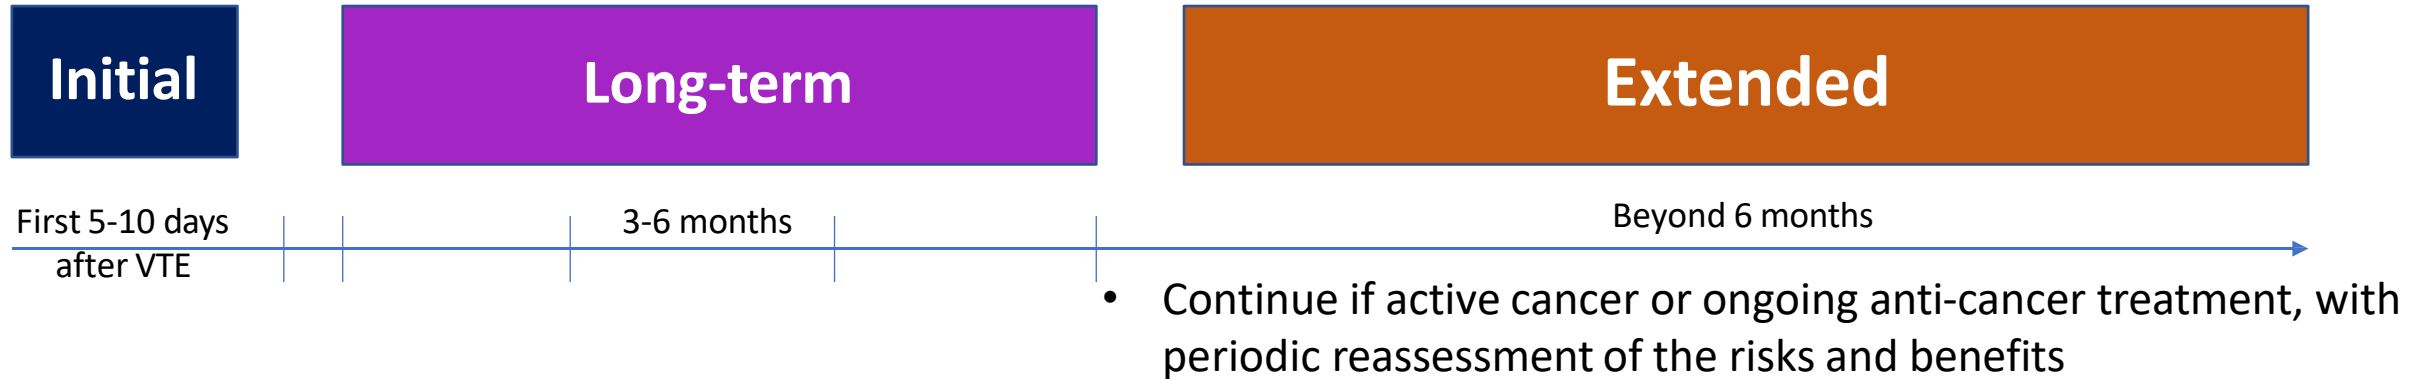 Initial
Long-term
Extended
First 5-10 days
after VTE
3-6 months
Beyond 6 months
• Continue if active cancer or ongoing anti-cancer treatment, with
periodic reassessment of the risks and benefits